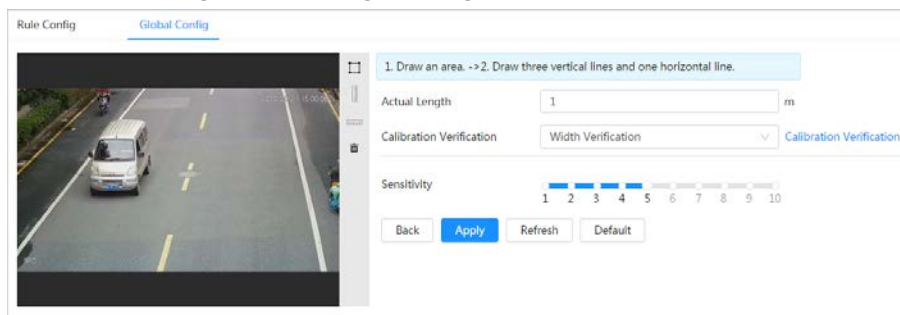 Rule Config
Global Config
1. Draw an area. ->2. Draw three vertical lines and one horizontal line.
Actual Length
1
m
Calibration Verification
Width Verification
Calibration Verification
Sensitivity
1 2 3 4 5 6 7 8 9 10
Back
Apply
Refresh
Default